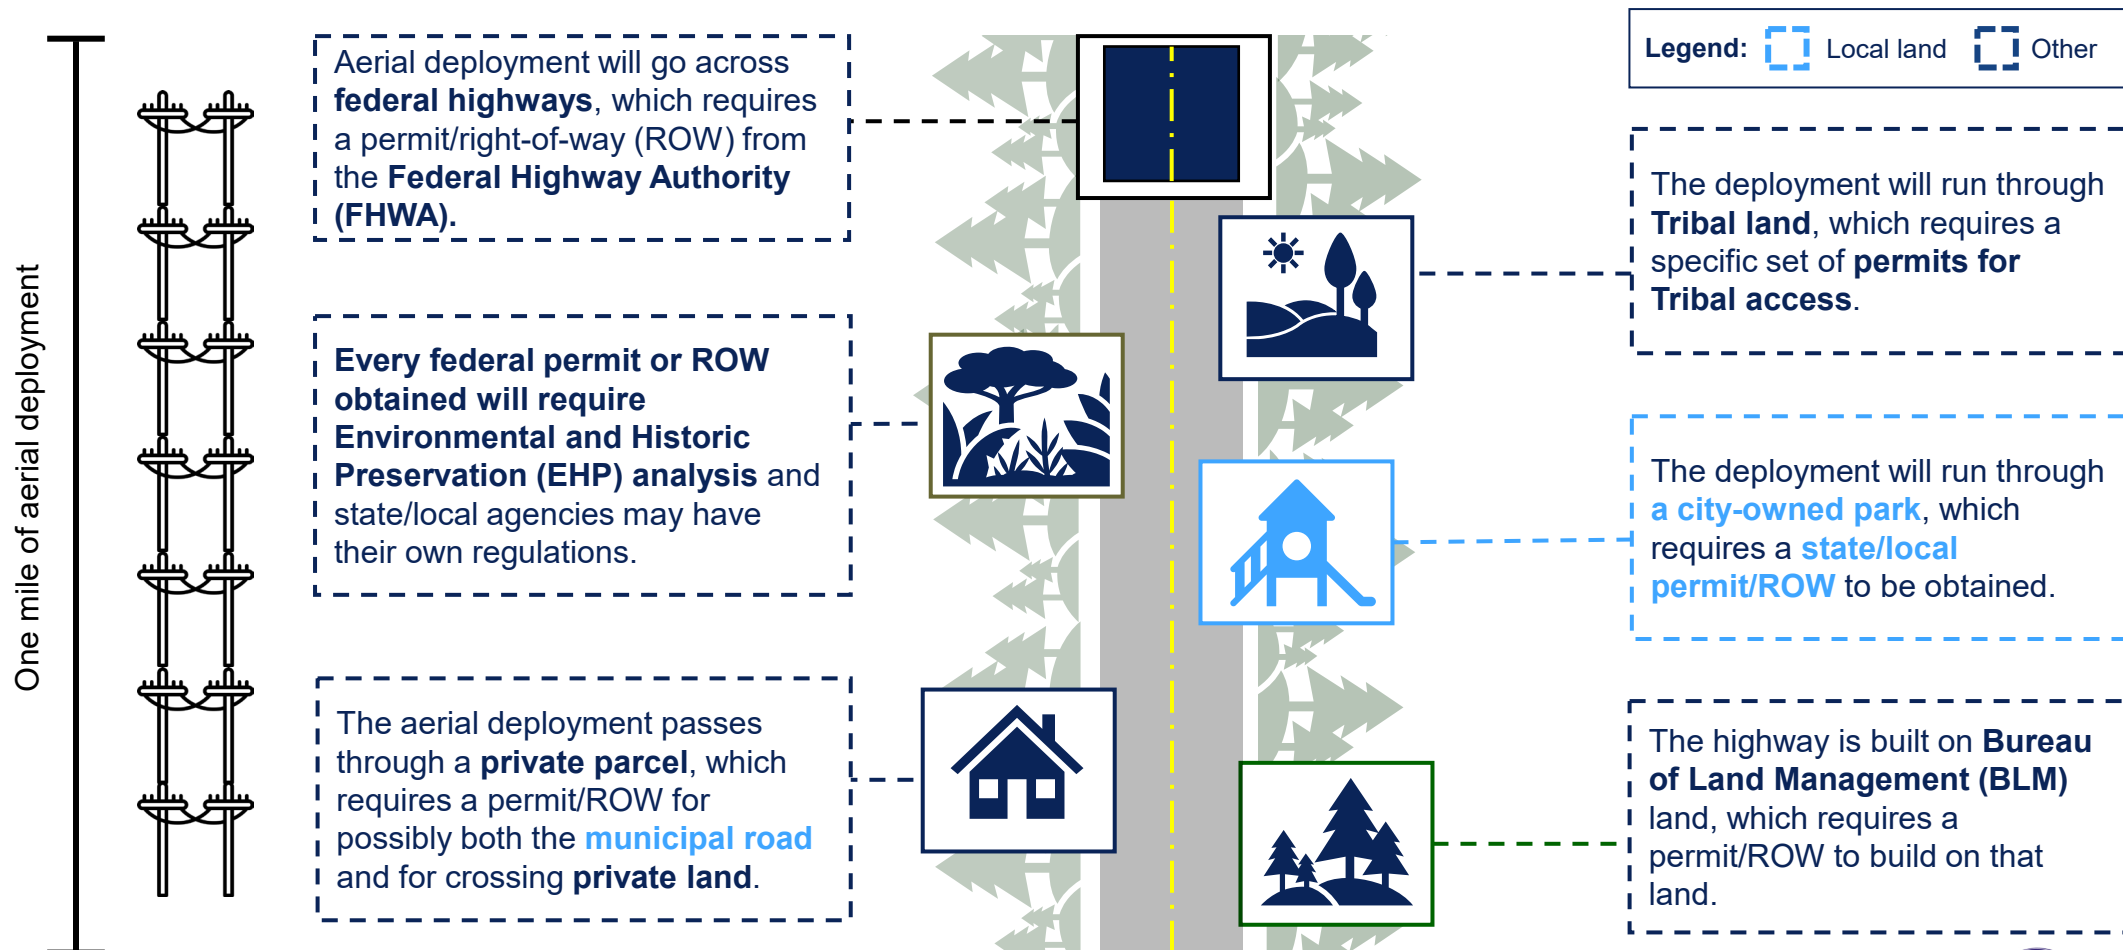 One mile of aerial deployment
Aerial deployment will go across
federal highways, which requires
a permit/right-of-way (ROW) from
the Federal Highway Authority
(FHWA).
Every federal permit or ROW
obtained will require
Environmental and Historic
Preservation (EHP) analysis and
state/local agencies may have
their own regulations.
The aerial deployment passes
through a private parcel, which
requires a permit/ROW for
possibly both the municipal road
and for crossing private land.
Legend: Local land Other
The deployment will run through
Tribal land, which requires a
specific set of permits for
Tribal access.
The deployment will run through
a city-owned park, which
requires a state/local
permit/ROW to be obtained.
The highway is built on Bureau
of Land Management (BLM)
land, which requires a
permit/ROW to build on that
land.